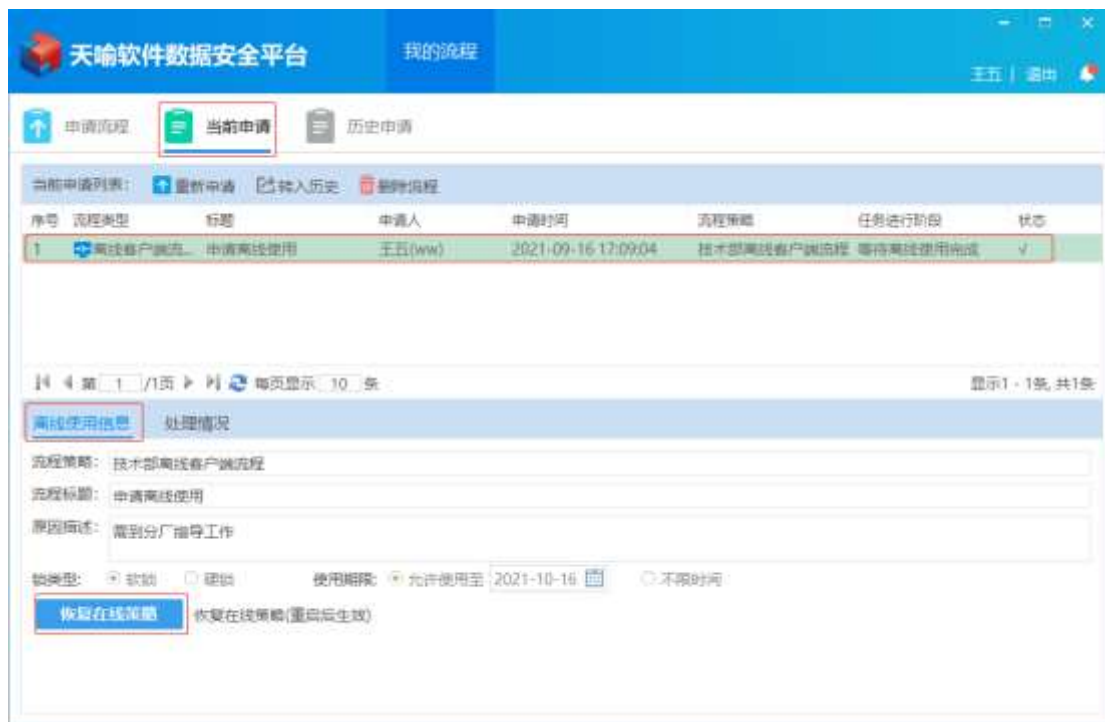 天喻软件数据安全平台 我的流程
王五 | 退出
申请流程 当前申请 历史申请
当前申请列表: 重新申请 转入历史 删除流程
序号 流程类型 标题 申请人 申请时间 流程策略 任务进行阶段 状态
1 离线客户端流... 申请离线使用 王五(ww) 2021-09-16 17:09:04 技术部离线客户端流程 等待离线使用完成 √
第 1 /1页 每页显示 10 条 显示1 - 1条, 共1条
离线使用信息 处理情况
流程策略: 技术部离线客户端流程
流程标题: 申请离线使用
原因描述: 需到分厂指导工作
锁类型: 软锁 硬锁 使用期限: 允许使用至 2021-10-16 不限时间
恢复在线策略 恢复在线策略(重启后生效)